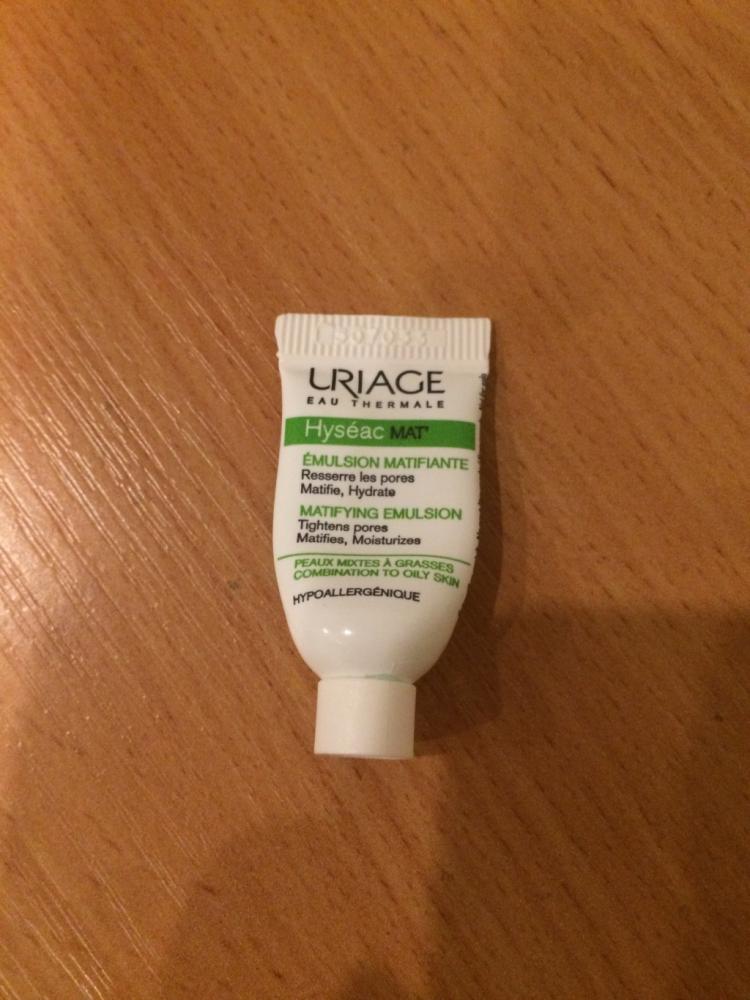 URIAGE
EAU THERMALE
Hyséac MAT'
ÉMULSION MATIFIANTE
Resserre les pores
Matifie, Hydrate
MATIFYING EMULSION
Tightens pores
Matifies, Moisturizes
PEAUX MIXTES À GRASSES
COMBINATION TO OILY SKIN
HYPOALLERGÉNIQUE